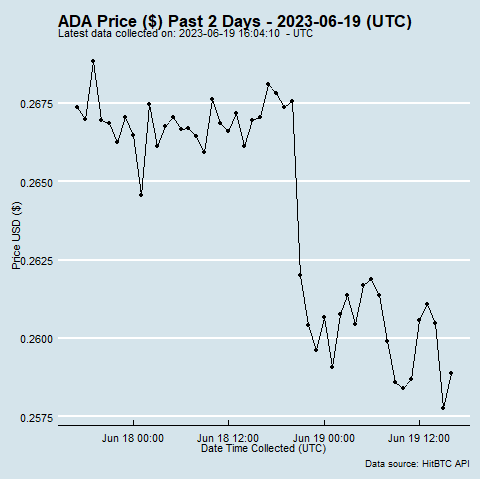 ADA Price ($) Past 2 Days - 2023-06-19 (UTC)
Latest data collected on: 2023-06-19 16:04:10  - UTC
Price USD ($)
0.2675
0.2650
0.2625
0.2600
0.2575
Jun 18 00:00 Jun 18 12:00 Jun 19 00:00 Jun 19 12:00
Date Time Collected (UTC)
Data source: HitBTC API